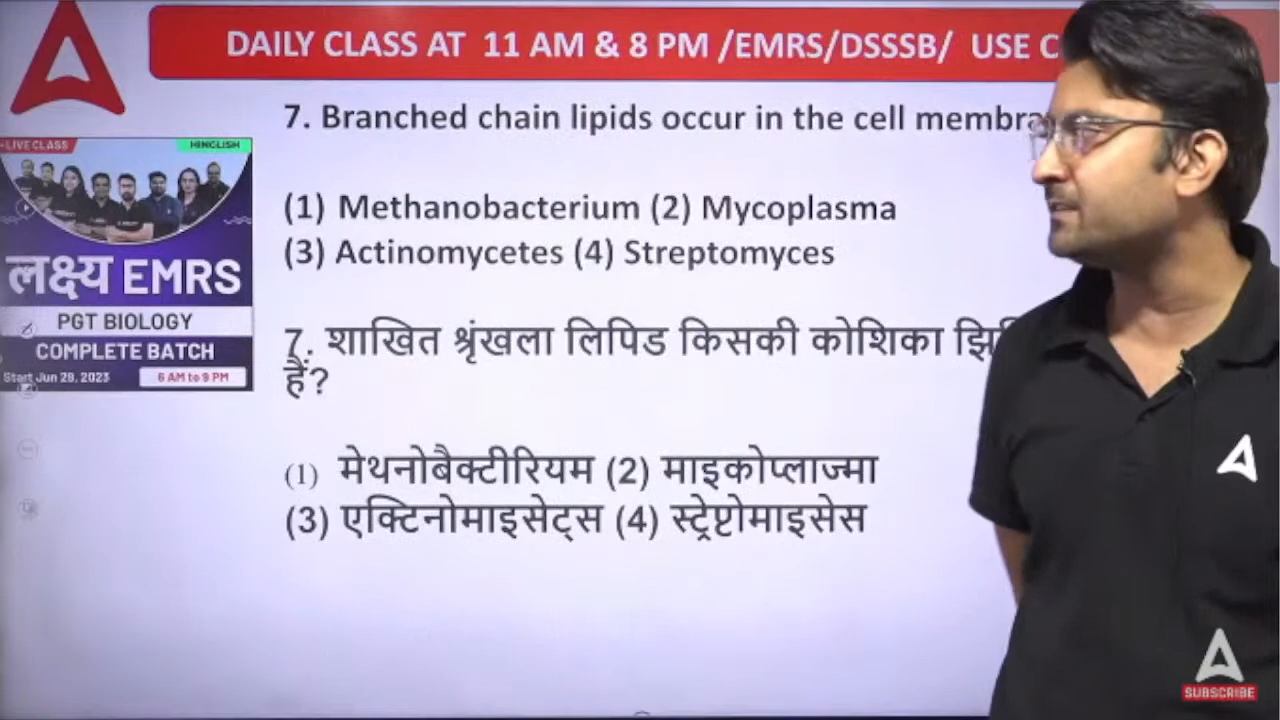 DAILY CLASS AT 11 AM & 8 PM /EMRS/DSSSB/ USE
7. Branched chain lipids occur in the cell
(1) Methanobacterium (2) Mycoplasma
(3) Actinomycetes (4) Streptomyces
LIVE CLASS
HINGLISH
लक्ष्य EMRS
PGT BIOLOGY
COMPLETE BATCH
Start Jun 28, 2023
6 AM to 9 PM
7. शाखित श्रृंखला लिपिड किसकी कोशिका
हैं?
(1) मेथनोबैक्टीरियम (2) माइकोप्लाज्मा
(3) एक्टिनोमाइसेट्स (4) स्ट्रेप्टोमाइसेस
SUBSCRIBE